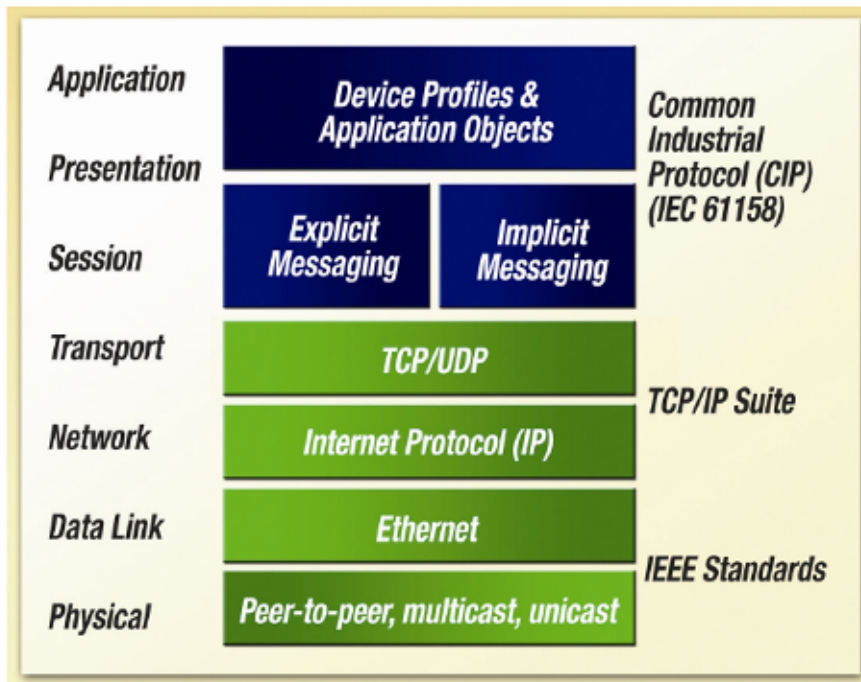 Application
Presentation
Session
Transport
Network
Data Link
Physical
Device Profiles &
Application Objects
Explicit
Messaging
Implicit
Messaging
TCP/UDP
Internet Protocol (IP)
Ethernet
Peer-to-peer, multicast, unicast
Common
Industrial
Protocol (CIP)
(IEC 61158)
TCP/IP Suite
IEEE Standards